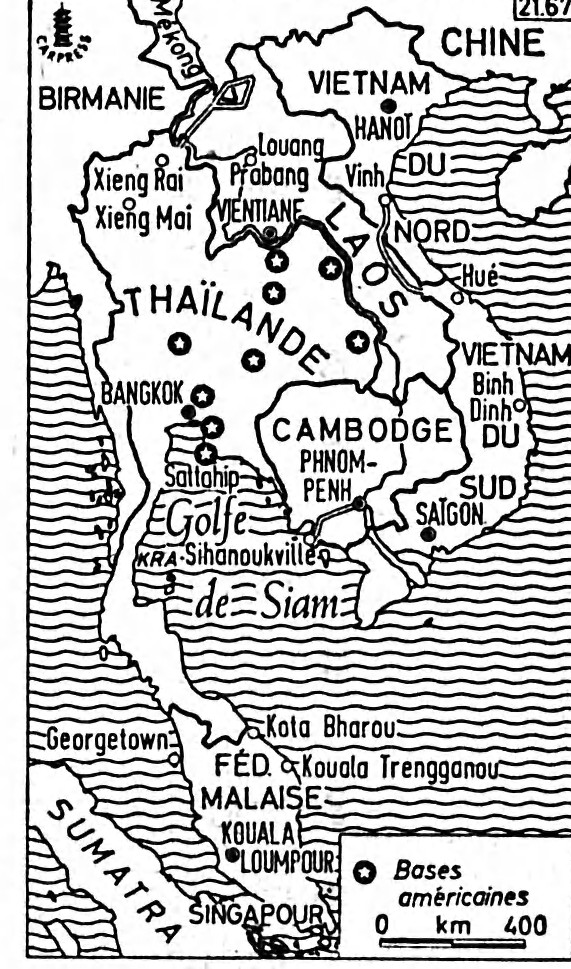 21.67
CARPRESS
Mékong
CHINE
BIRMANIE
VIETNAM
HANOÏ
DU
NORD
Louang
Prabang
Xieng Rai
Xieng Mai
VIENTIANE
Vinh
LAOS
Hué
THAÏLANDE
VIETNAM
Binh
Dinh
DU
SUD
BANGKOK
CAMBODGE
PHNOM-
PENH
SAÏGON
Sattahip
Golfe
KRA
Sihanoukville
de Siam
Georgetown
Kota Bharou
FÉD.
MALAISE
Kouala Trengganou
KOUALA
LOUMPOUR
SUMATRA
SINGAPOUR
Bases
américaines
0 km 400